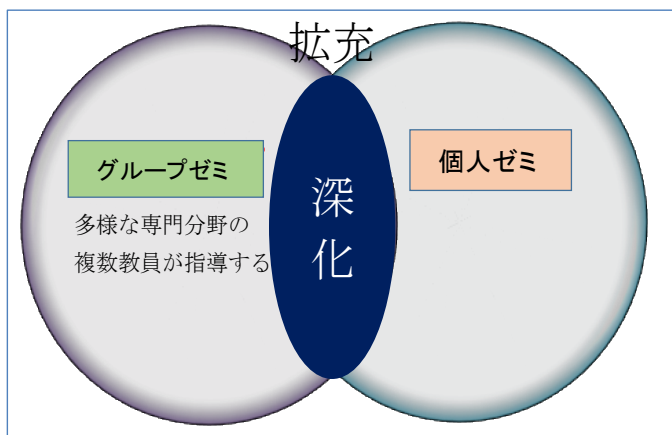 拡充
グループゼミ
多様な専門分野の
複数教員が指導する
深化
個人ゼミ